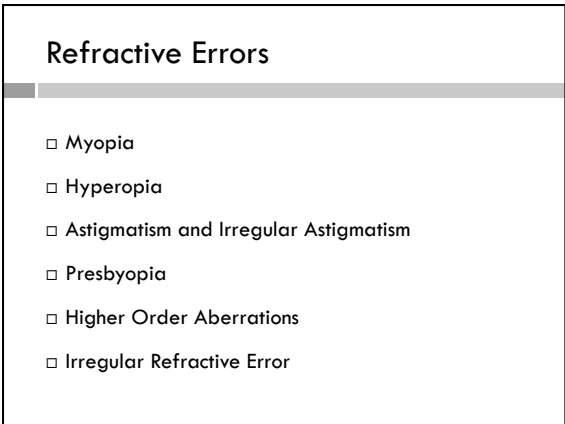 Refractive Errors
Myopia
Hyperopia
Astigmatism and Irregular Astigmatism
Presbyopia
Higher Order Aberrations
Irregular Refractive Error